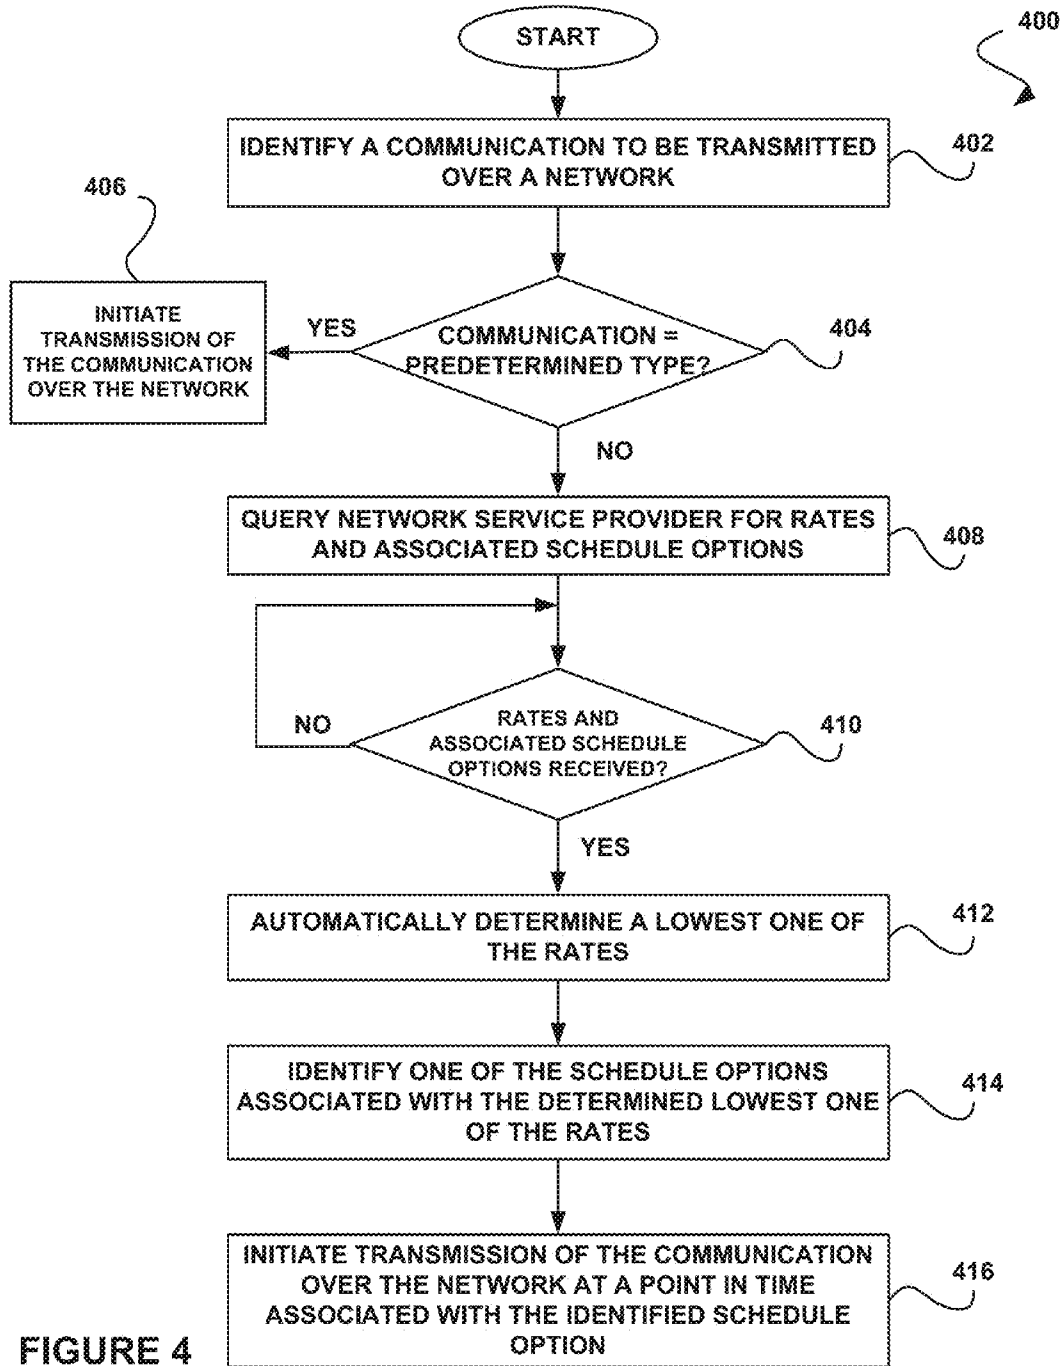 START
400
IDENTIFY A COMMUNICATION TO BE TRANSMITTED
OVER A NETWORK
402
406
INITIATE
TRANSMISSION OF
THE COMMUNICATION
OVER THE NETWORK
YES
COMMUNICATION =
PREDETERMINED TYPE?
404
NO
QUERY NETWORK SERVICE PROVIDER FOR RATES
AND ASSOCIATED SCHEDULE OPTIONS
408
NO
RATES AND
ASSOCIATED SCHEDULE
OPTIONS RECEIVED?
410
YES
AUTOMATICALLY DETERMINE A LOWEST ONE OF
THE RATES
412
IDENTIFY ONE OF THE SCHEDULE OPTIONS
ASSOCIATED WITH THE DETERMINED LOWEST ONE
OF THE RATES
414
INITIATE TRANSMISSION OF THE COMMUNICATION
OVER THE NETWORK AT A POINT IN TIME
ASSOCIATED WITH THE IDENTIFIED SCHEDULE
OPTION
416
FIGURE 4